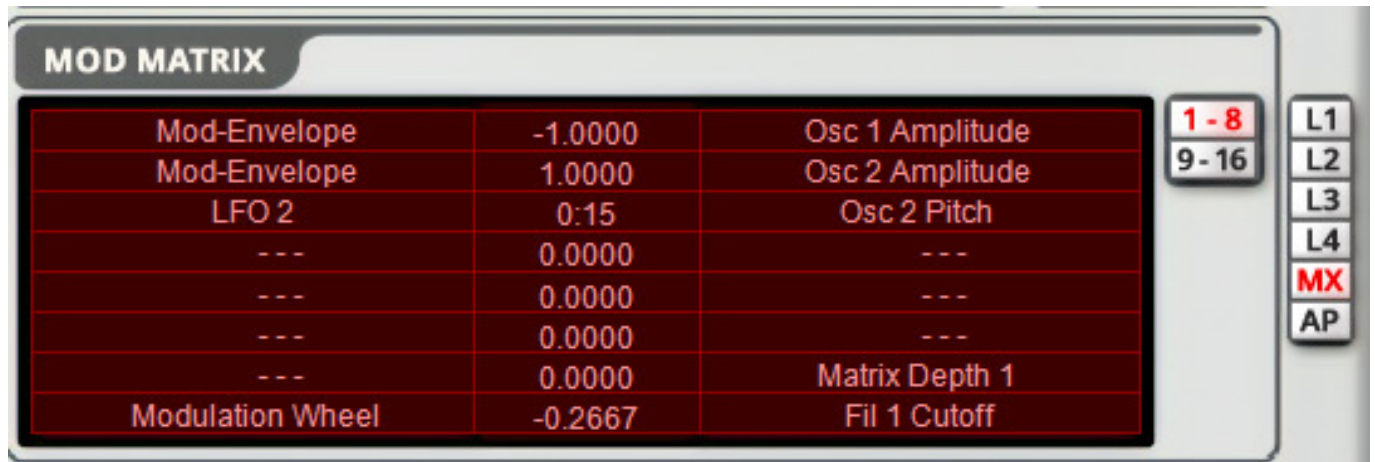 MOD MATRIX
Mod-Envelope -1.0000 Osc 1 Amplitude
Mod-Envelope 1.0000 Osc 2 Amplitude
LFO 2 0:15 Osc 2 Pitch
--- 0.0000 ---
--- 0.0000 ---
--- 0.0000 ---
--- 0.0000 Matrix Depth 1
Modulation Wheel -0.2667 Fil 1 Cutoff
1 - 8
9 - 16
L1
L2
L3
L4
MX
AP